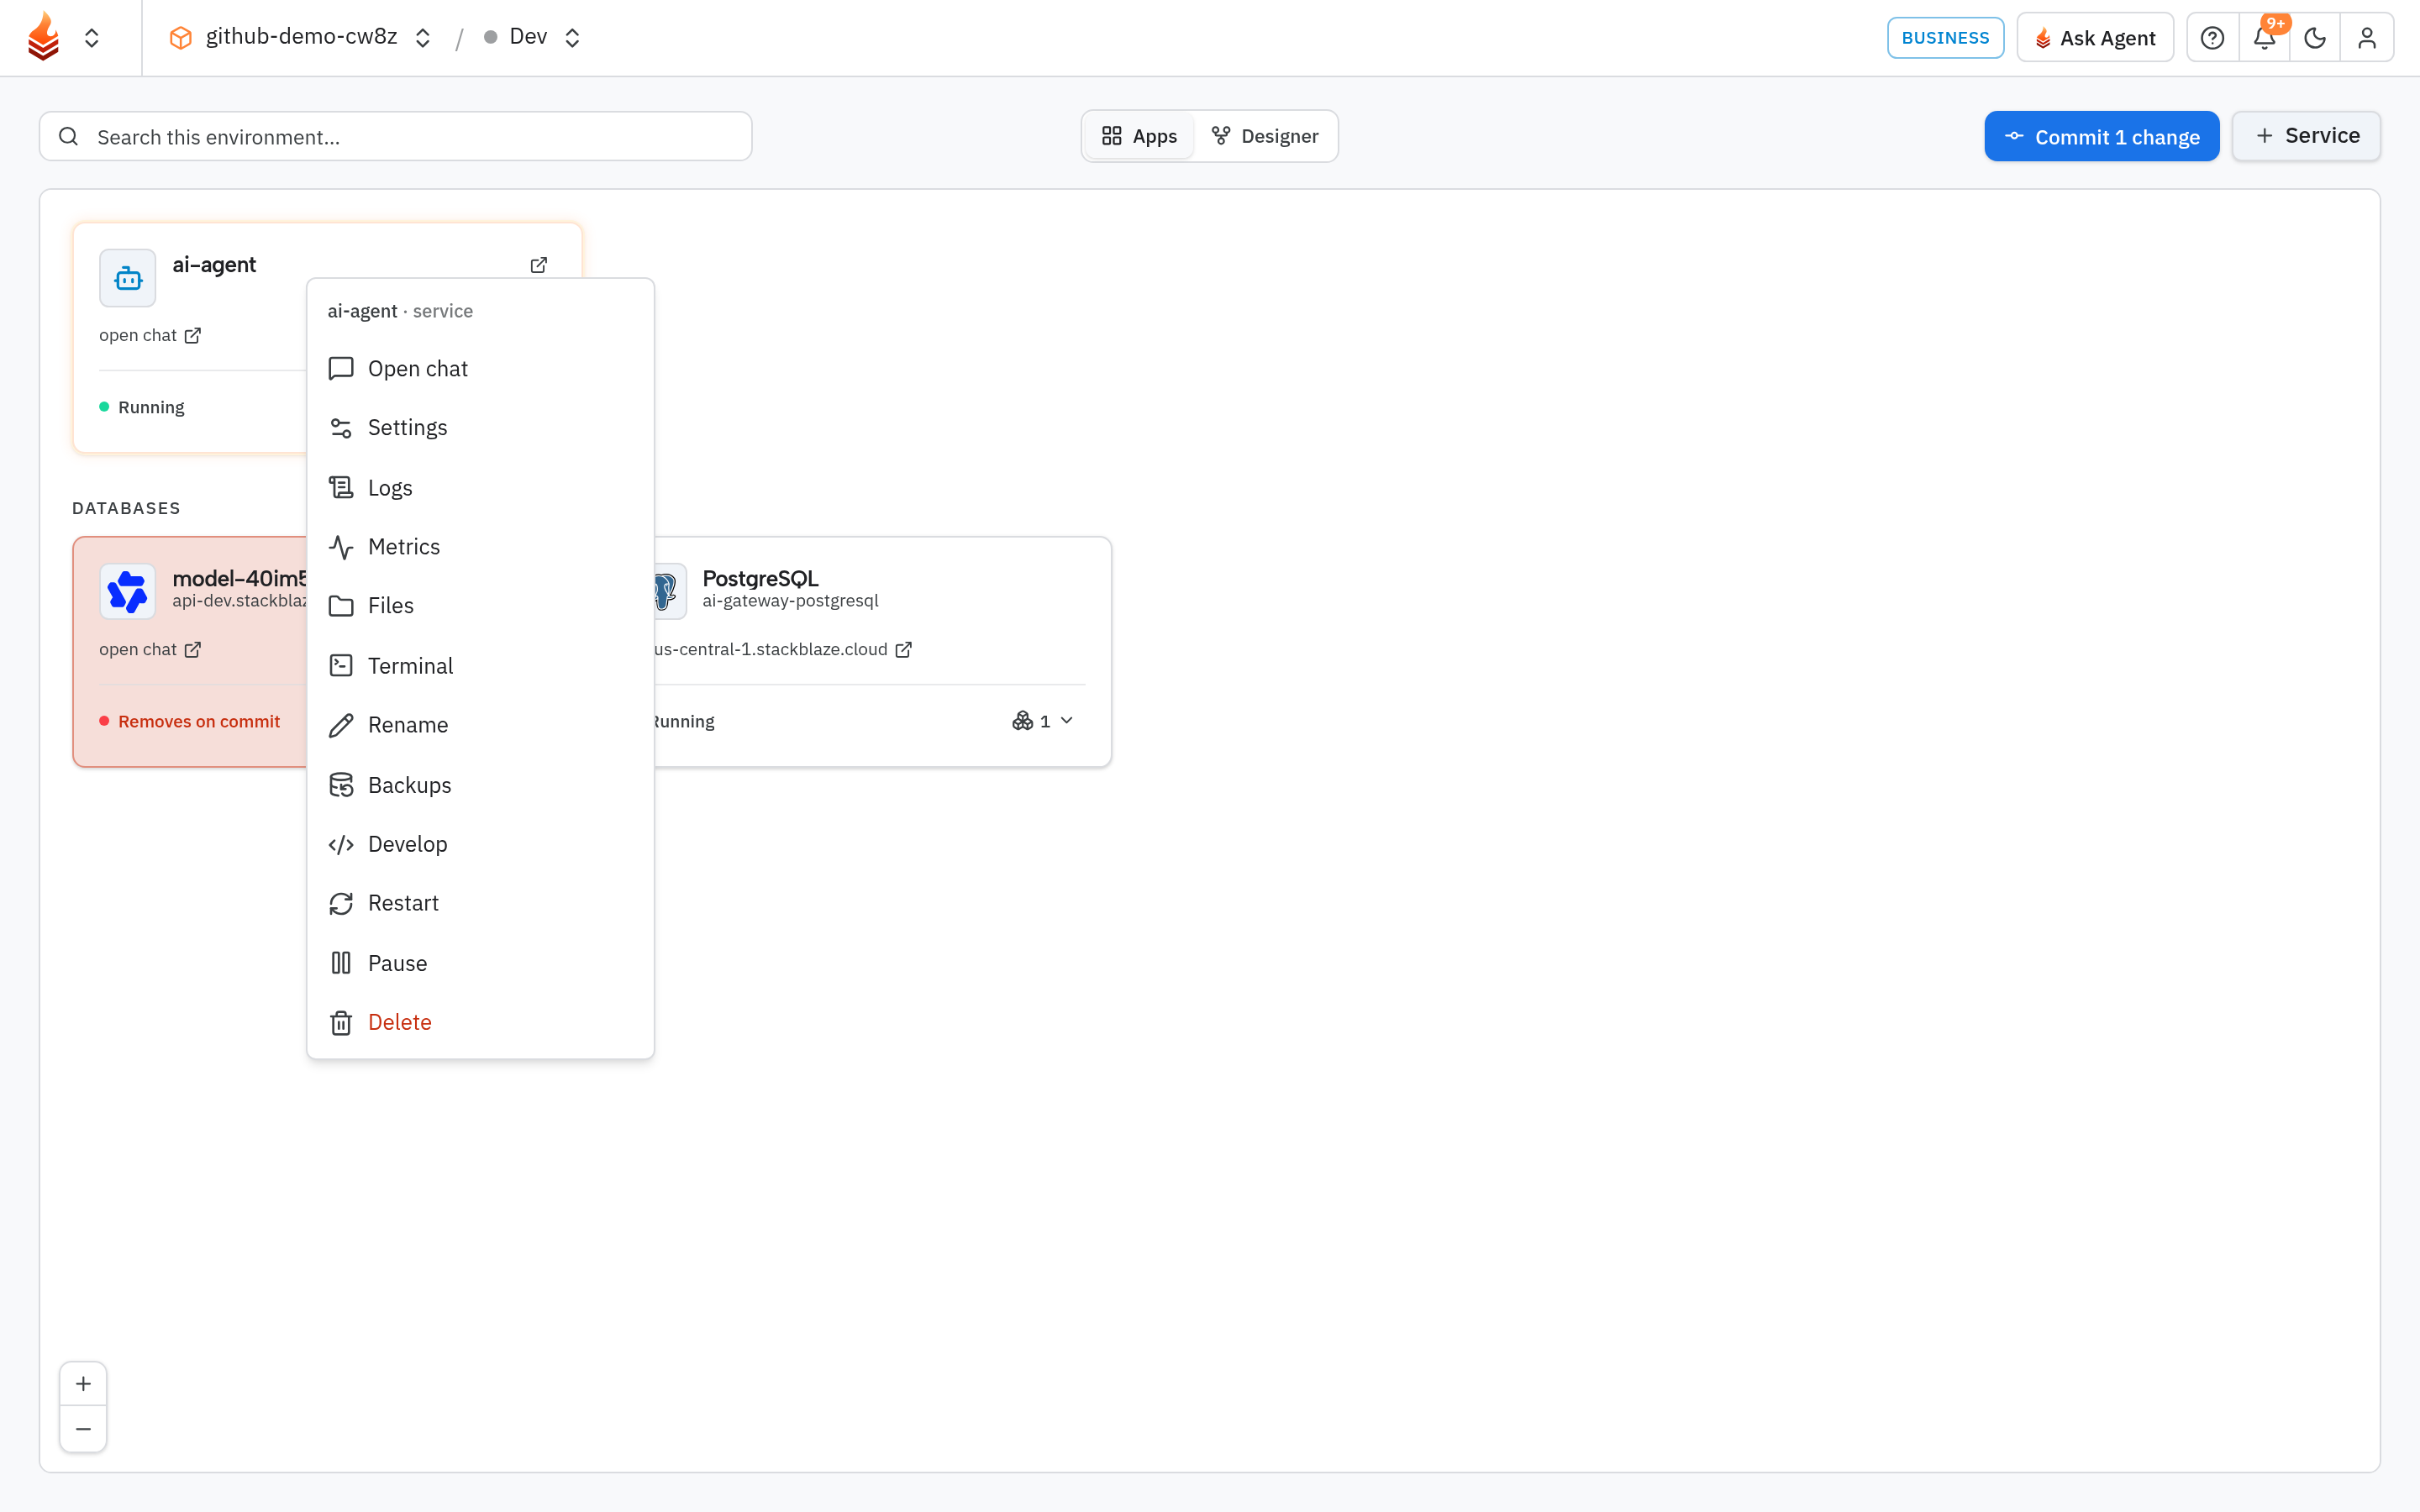 github-demo-cw8z / Dev
BUSINESS
Ask Agent
9+
Search this environment...
Apps
Designer
Commit 1 change
Service
ai-agent
open chat
Running
ai-agent · service
Open chat
Settings
Logs
Metrics
Files
Terminal
Rename
Backups
Develop
Restart
Pause
Delete
DATABASES
model-40im5
api-dev.stackblaz
open chat
Removes on commit
PostgreSQL
ai-gateway-postgresql
us-central-1.stackblaze.cloud
Running
1